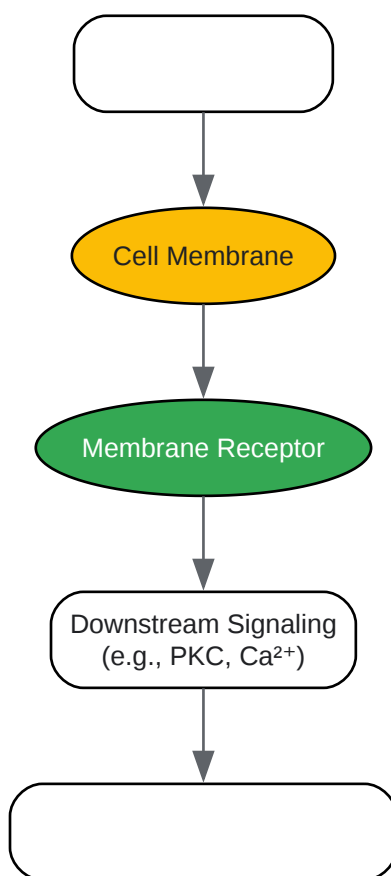 Cell Membrane
Membrane Receptor
Downstream Signaling
(e.g., PKC, Ca²⁺)